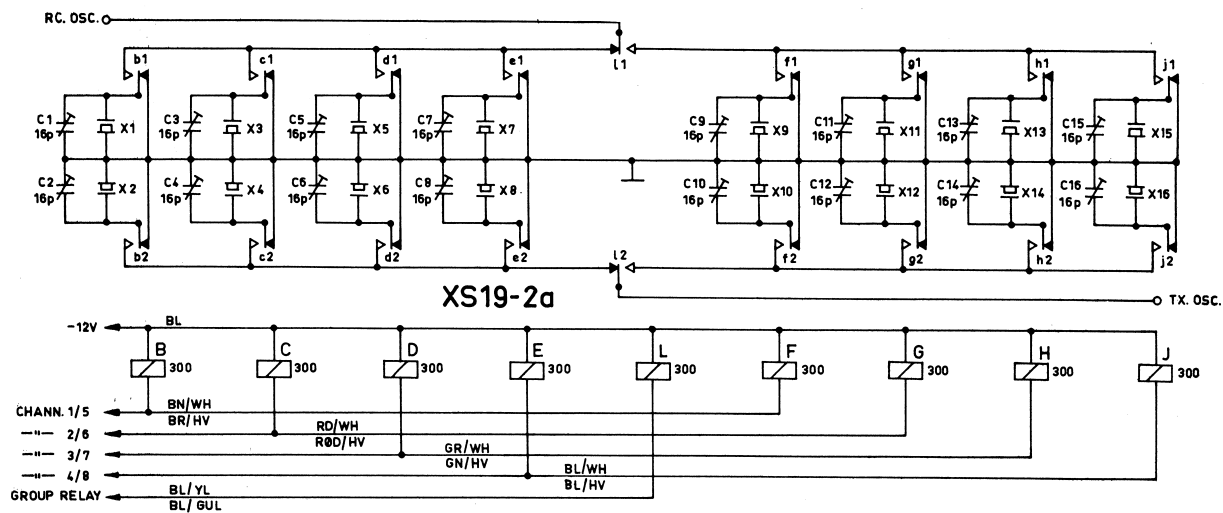 RC. OSC.
b1 c1 d1 e1 l1 f1 g1 h1 j1
C1 16p X1 C3 16p X3 C5 16p X5 C7 16p X7 C9 16p X9 C11 16p X11 C13 16p X13 C15 16p X15
C2 16p X2 C4 16p X4 C6 16p X6 C8 16p X8 C10 16p X10 C12 16p X12 C14 16p X14 C16 16p X16
b2 c2 d2 e2 l2 f2 g2 h2 j2
XS19-2a
TX. OSC.
-12V BL
B C D E L F G H J
300 300 300 300 300 300 300 300 300
CHANN. 1/5 BN/WH
BR/HV
—"— 2/6 RD/WH
RØD/HV
—"— 3/7 GR/WH
GN/HV
—"— 4/8 BL/WH
BL/HV
GROUP RELAY BL/YL
BL/GUL